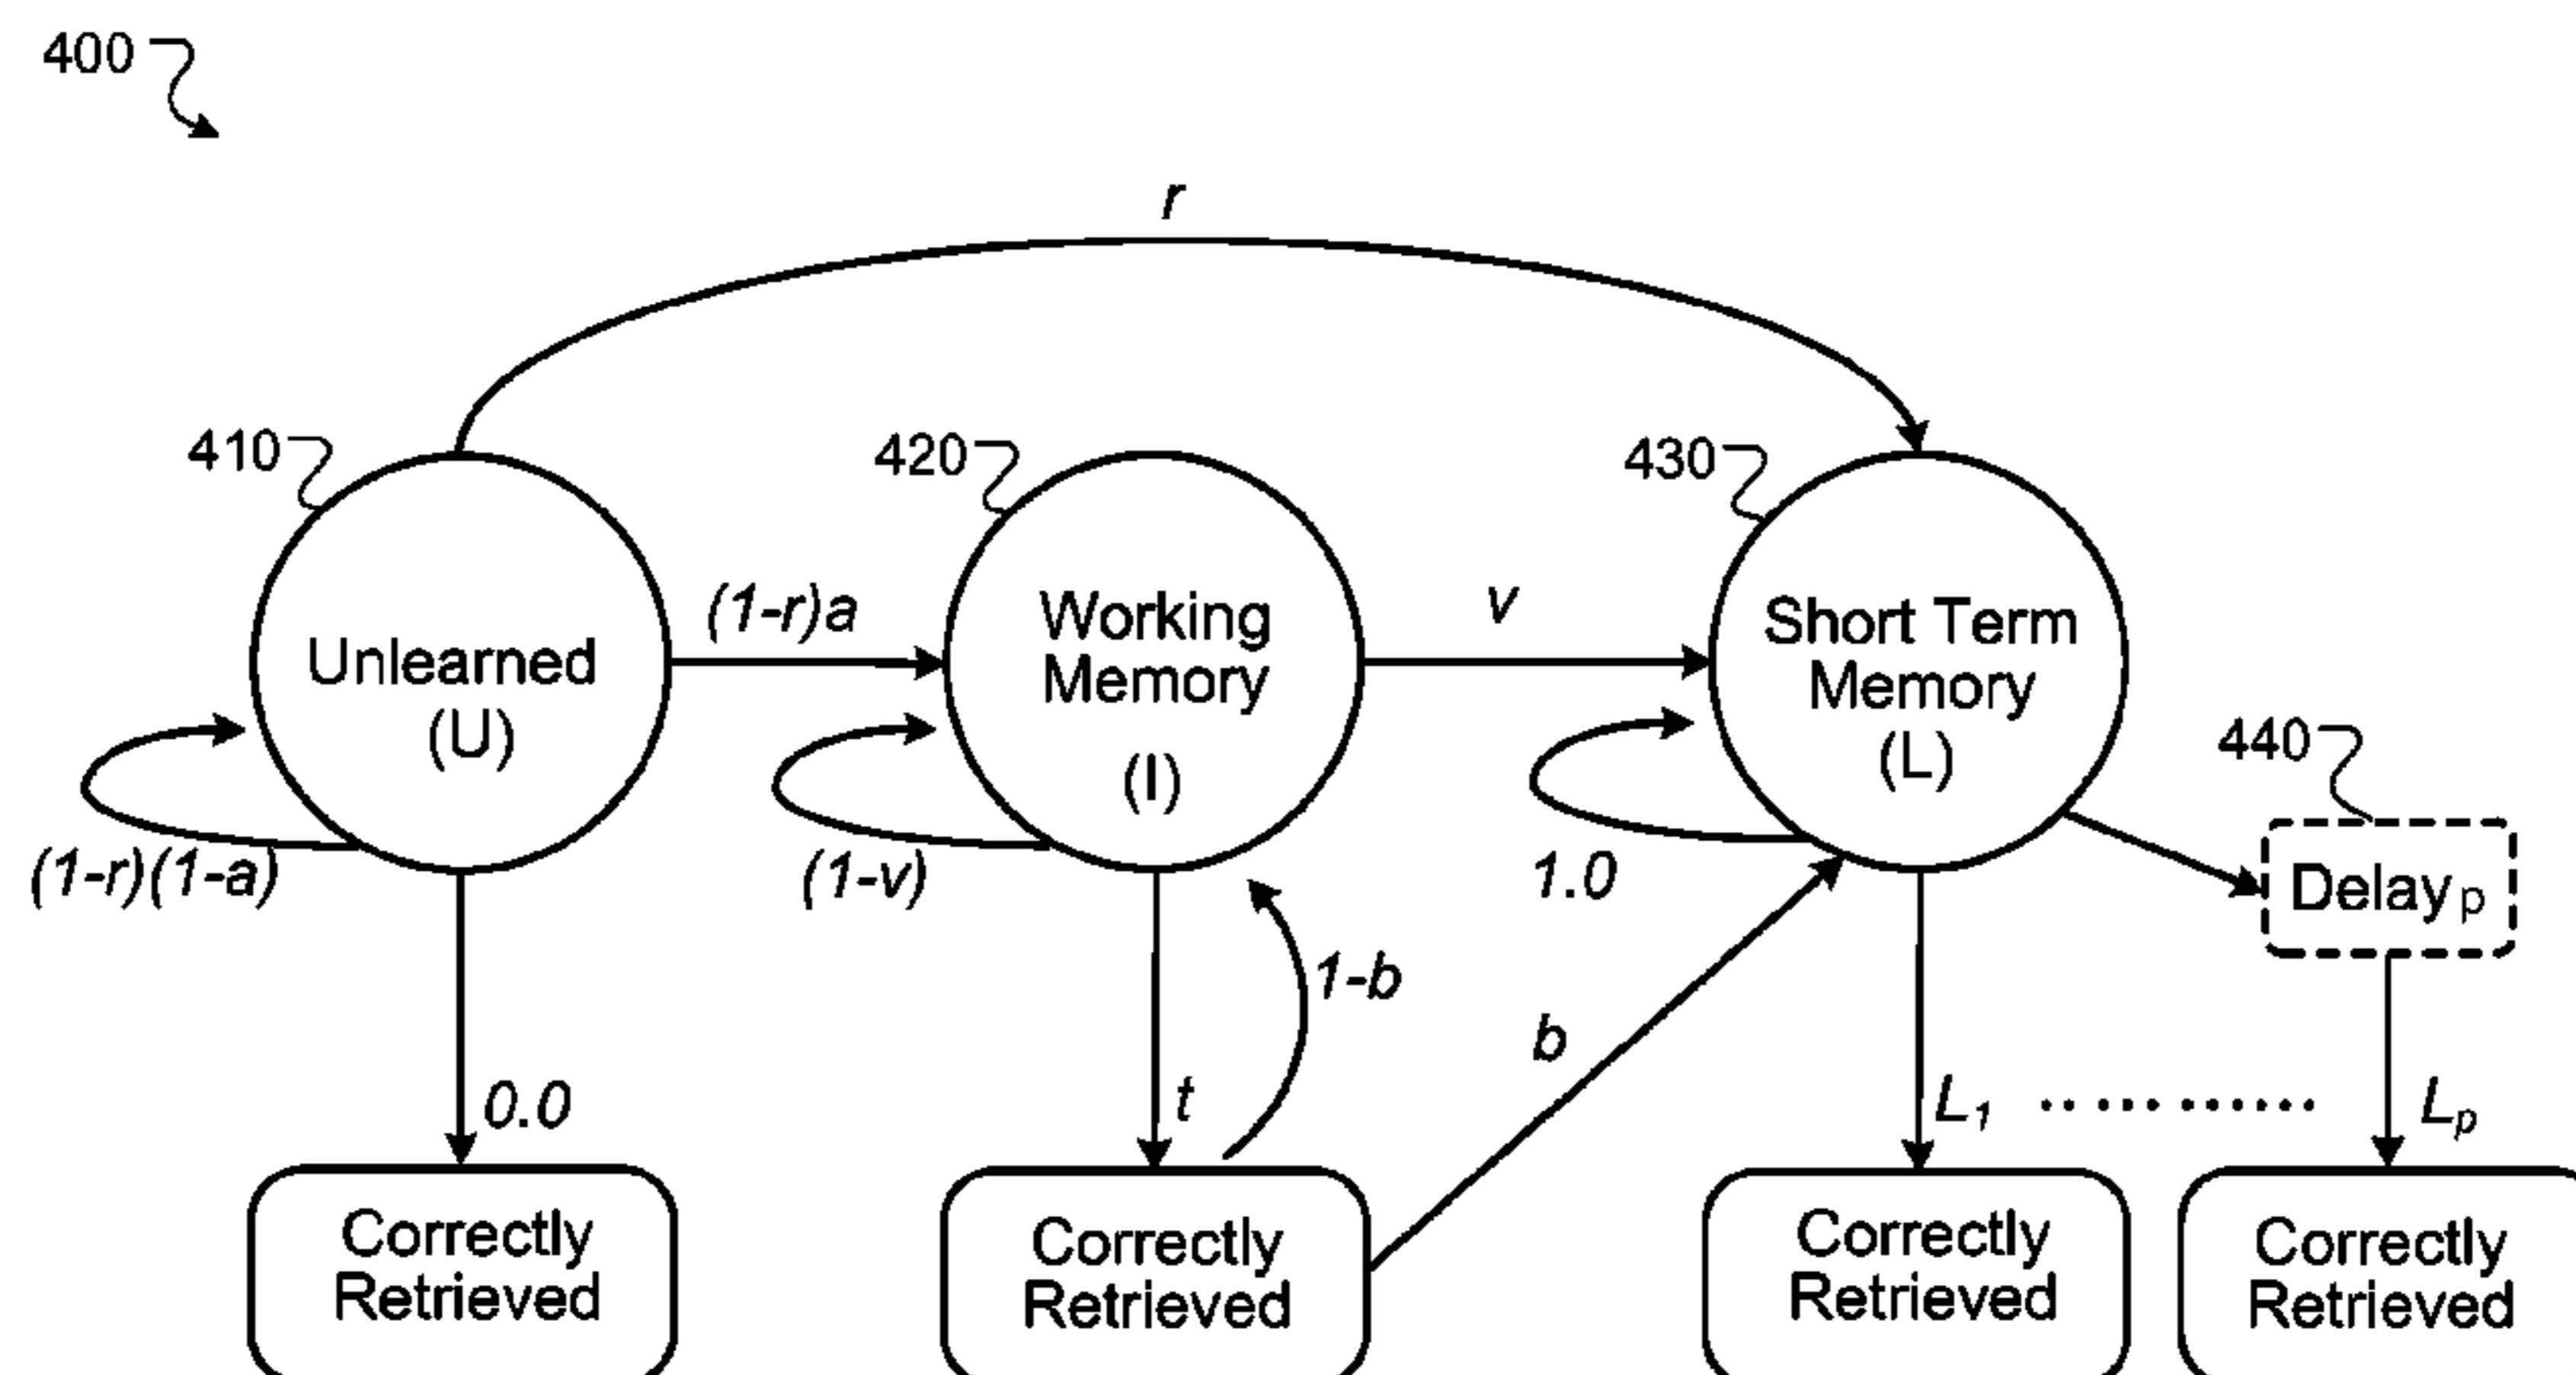 400
r
410
420
430
(1-r)a
v
Unlearned
(U)
Working
Memory
(I)
Short Term
Memory
(L)
440
Delay p
(1-r)(1-a)
(1-v)
1.0
1-b
b
0.0
t
L1 ..........
Lp
Correctly
Retrieved
Correctly
Retrieved
Correctly
Retrieved
Correctly
Retrieved